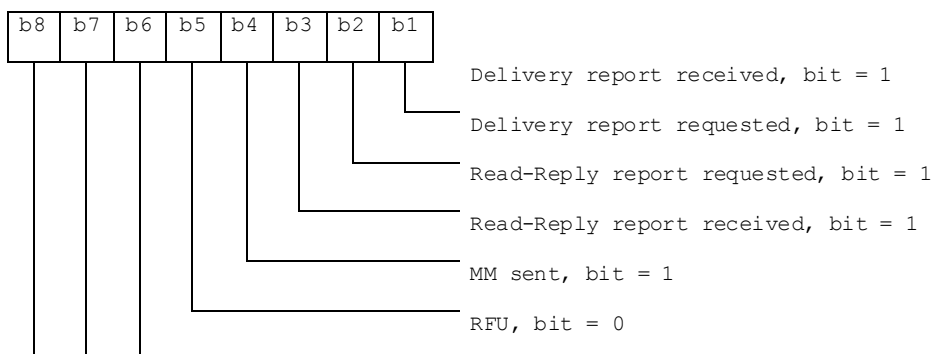 b8 b7 b6 b5 b4 b3 b2 b1
Delivery report received, bit = 1
Delivery report requested, bit = 1
Read-Reply report requested, bit = 1
Read-Reply report received, bit = 1
MM sent, bit = 1
RFU, bit = 0